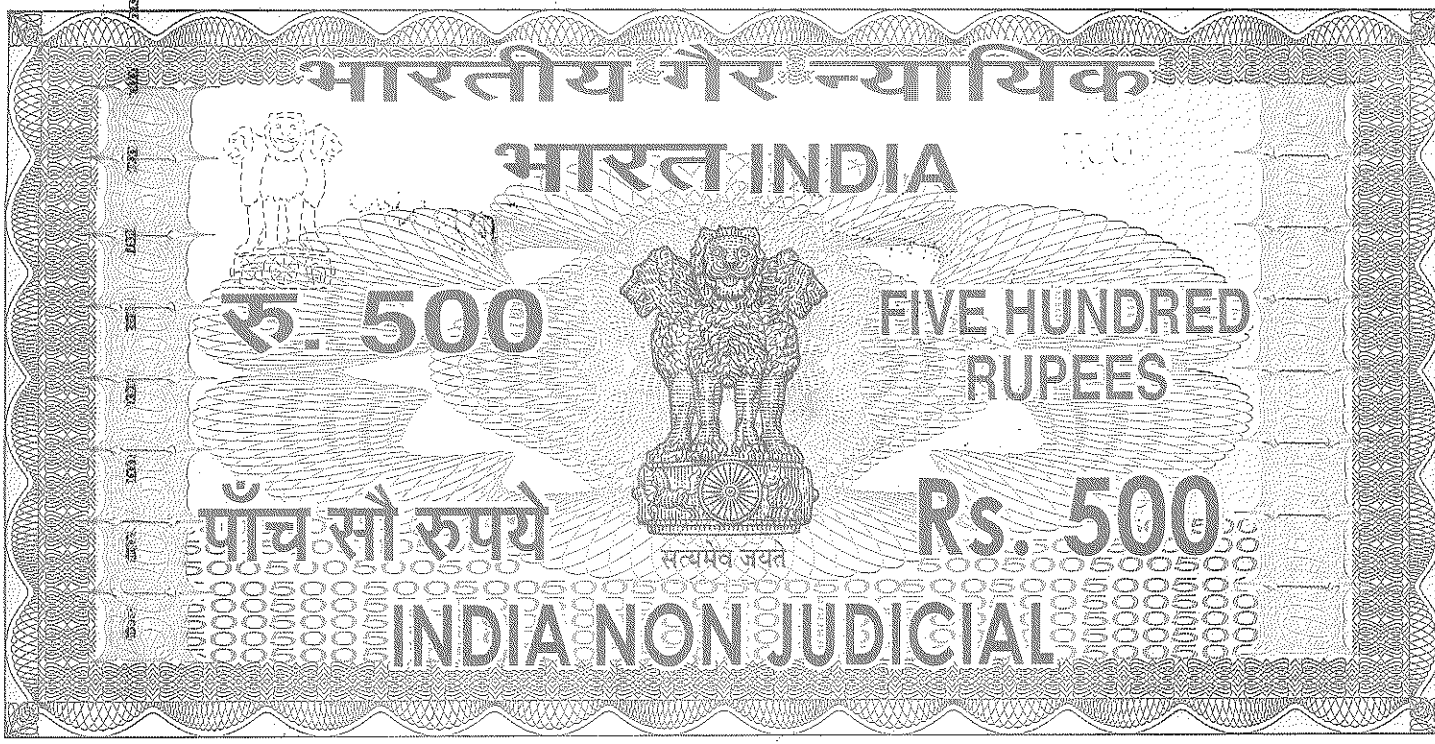 भारतीय गैर न्यायिक
भारत INDIA
रु. 500
FIVE HUNDRED
RUPEES
पाँच सौ रुपये
Rs. 500
सत्यमेव जयते
INDIA NON JUDICIAL